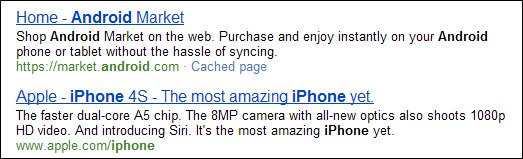 Home - Android Market
Shop Android Market on the web. Purchase and enjoy instantly on your Android
phone or tablet without the hassle of syncing.
https://market.android.com · Cached page
Apple - iPhone 4S - The most amazing iPhone yet.
The faster dual-core A5 chip. The 8MP camera with all-new optics also shoots 1080p
HD video. And introducing Siri. It's the most amazing iPhone yet.
www.apple.com/iphone